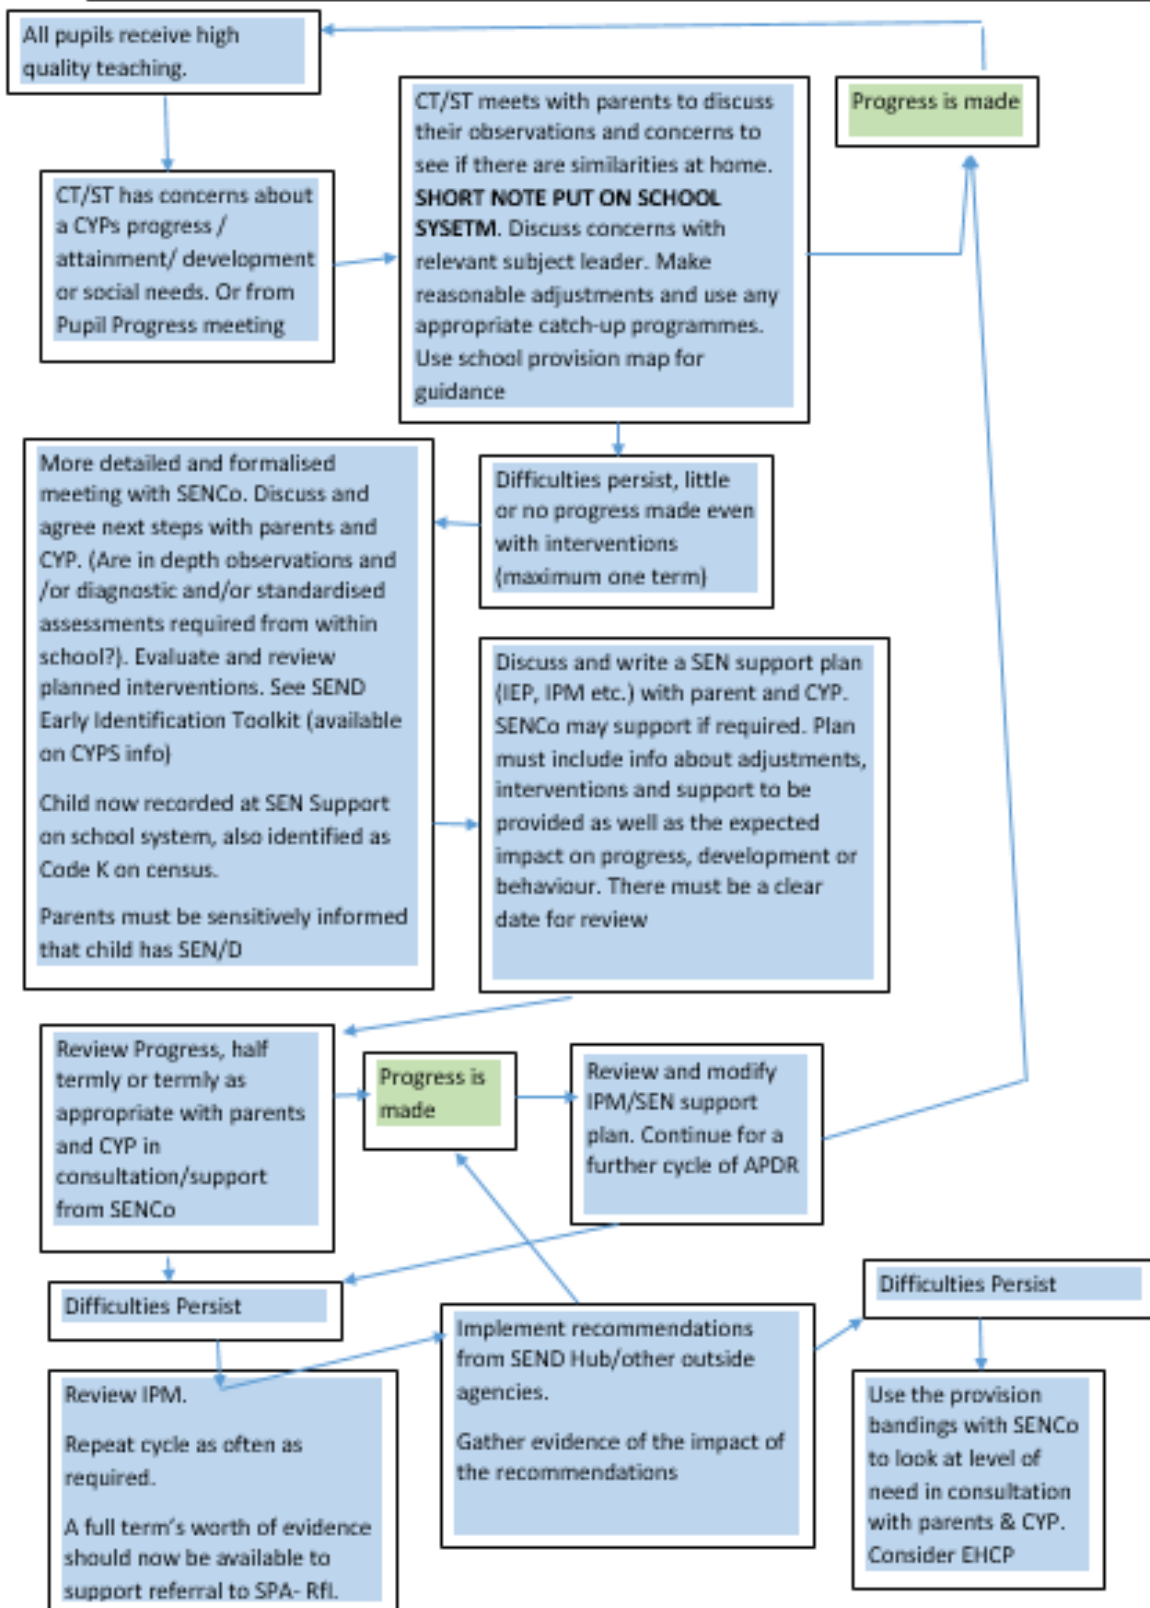 All pupils receive high
quality teaching.
Progress is made
CT/ST meets with parents to discuss
their observations and concerns to
see if there are similarities at home.
SHORT NOTE PUT ON SCHOOL
SYSETM. Discuss concerns with
relevant subject leader. Make
reasonable adjustments and use any
appropriate catch-up programmes.
Use school provision map for
guidance
CT/ST has concerns about
a CYPs progress /
attainment/ development
or social needs. Or from
Pupil Progress meeting
More detailed and formalised
meeting with SENCo. Discuss and
agree next steps with parents and
CYP. (Are in depth observations and
/or diagnostic and/or standardised
assessments required from within
school?). Evaluate and review
planned interventions. See SEND
Early Identification Toolkit (available
on CYPS info)
Child now recorded at SEN Support
on school system, also identified as
Code K on census.
Parents must be sensitively informed
that child has SEN/D
Difficulties persist, little
or no progress made even
with interventions
(maximum one term)
Discuss and write a SEN support plan
(IEP, IPM etc.) with parent and CYP.
SENCo may support if required. Plan
must include info about adjustments,
interventions and support to be
provided as well as the expected
impact on progress, development or
behaviour. There must be a clear
date for review
Review Progress, half
termly or termly as
appropriate with parents
and CYP in
consultation/support
from SENCo
Progress is
made
Review and modify
IPM/SEN support
plan. Continue for a
further cycle of APDR
Difficulties Persist
Difficulties Persist
Implement recommendations
from SEND Hub/other outside
agencies.
Gather evidence of the impact of
the recommendations
Review IPM.
Repeat cycle as often as
required.
A full term's worth of evidence
should now be available to
support referral to SPA- RfI.
Use the provision
bandings with SENCo
to look at level of
need in consultation
with parents & CYP.
Consider EHCP